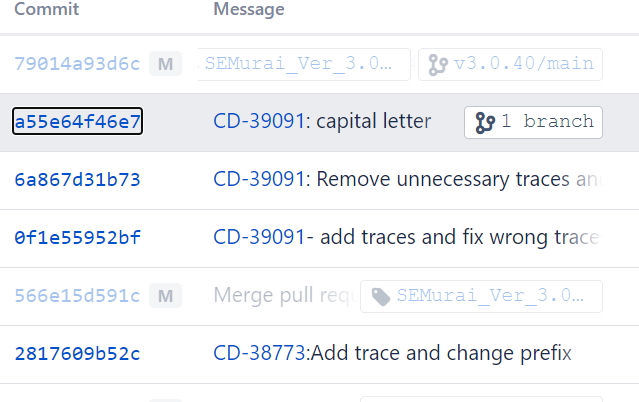 Commit Message
79014a93d6c M SEMurai_Ver_3.0... v3.0.40/main
a55e64f46e7 CD-39091: capital letter 1 branch
6a867d31b73 CD-39091: Remove unnecessary traces an
0f1e55952bf CD-39091- add traces and fix wrong trace
566e15d591c M Merge pull req SEMurai_Ver_3.0...
2817609b52c CD-38773:Add trace and change prefix